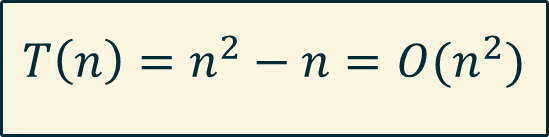 T(n) = n² − n = O(n²)